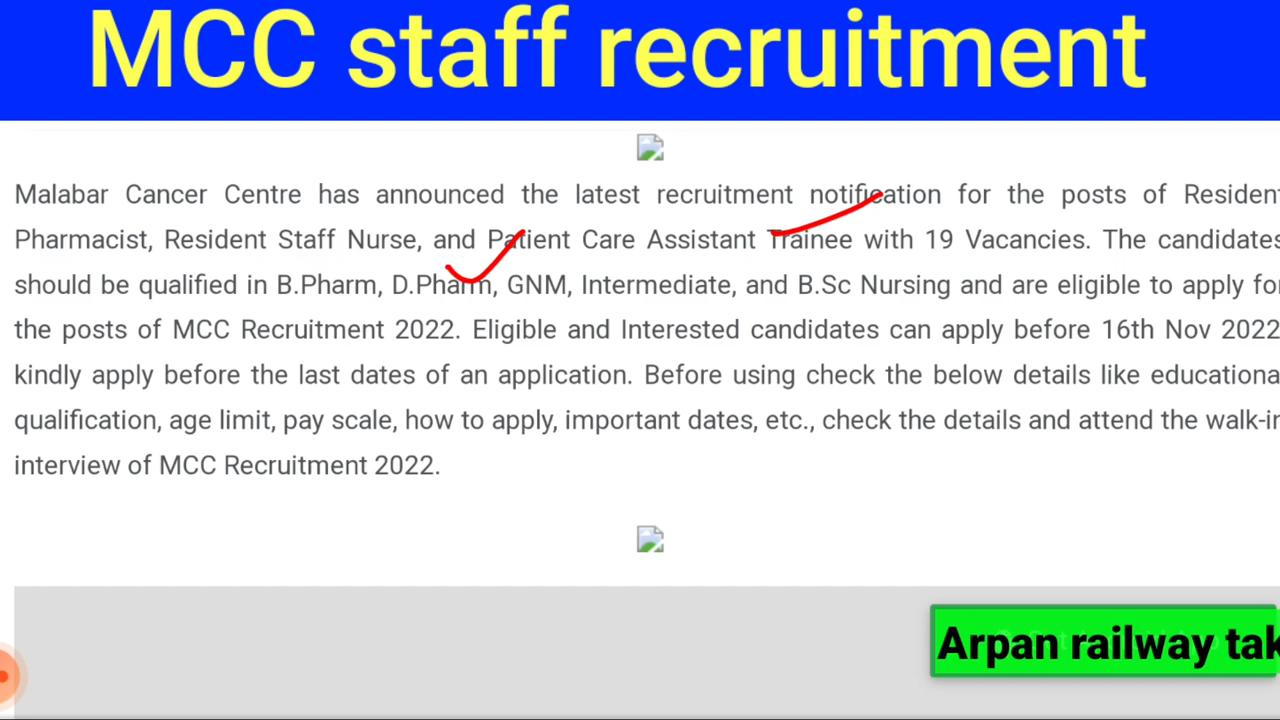 MCC staff recruitment
Malabar Cancer Centre has announced the latest recruitment notification for the posts of Residen
Pharmacist, Resident Staff Nurse, and Patient Care Assistant Trainee with 19 Vacancies. The candidates
should be qualified in B.Pharm, D.Pharm, GNM, Intermediate, and B.Sc Nursing and are eligible to apply for
the posts of MCC Recruitment 2022. Eligible and Interested candidates can apply before 16th Nov 2022
kindly apply before the last dates of an application. Before using check the below details like educationa
qualification, age limit, pay scale, how to apply, important dates, etc., check the details and attend the walk-in
interview of MCC Recruitment 2022.
Arpan railway tak